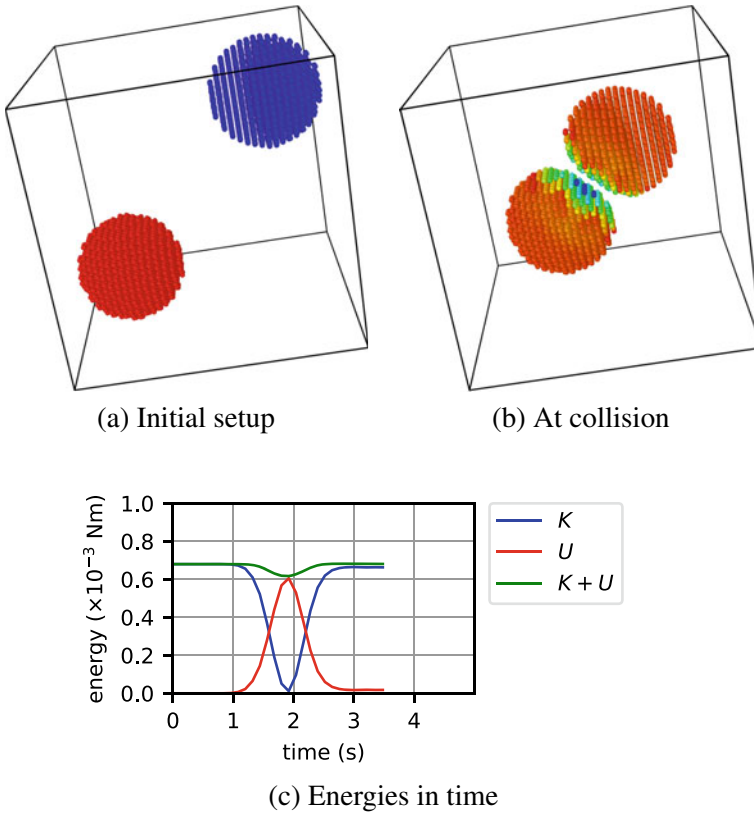 (a) Initial setup
(b) At collision
energy (×10⁻³ Nm)
1.0
0.8
0.6
0.4
0.2
0.0
0 1 2 3 4
time (s)
K
U
K + U
(c) Energies in time